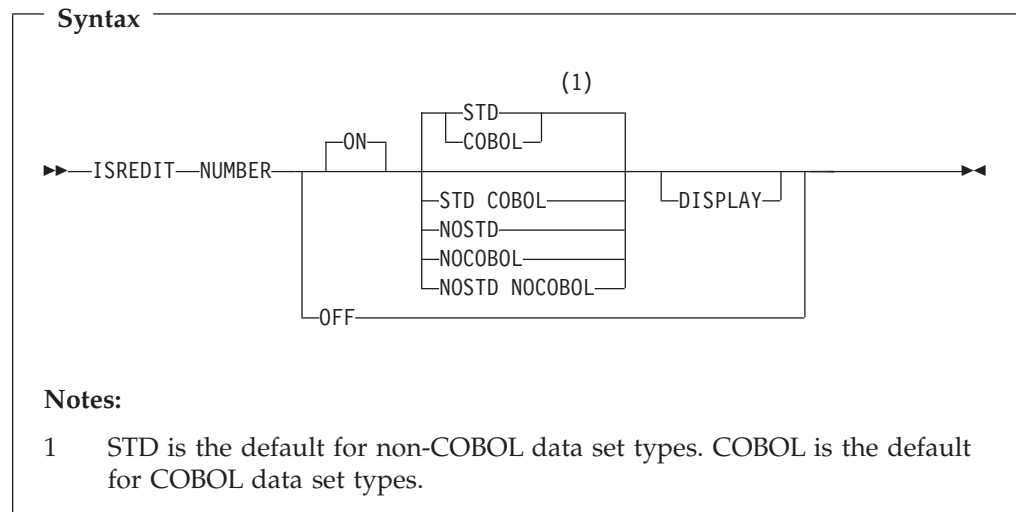 Syntax
(1)
STD
ON COBOL
ISREDIT NUMBER
STD COBOL DISPLAY
NOSTD
NOCOBOL
NOSTD NOCOBOL
OFF
Notes:
1 STD is the default for non-COBOL data set types. COBOL is the default
for COBOL data set types.